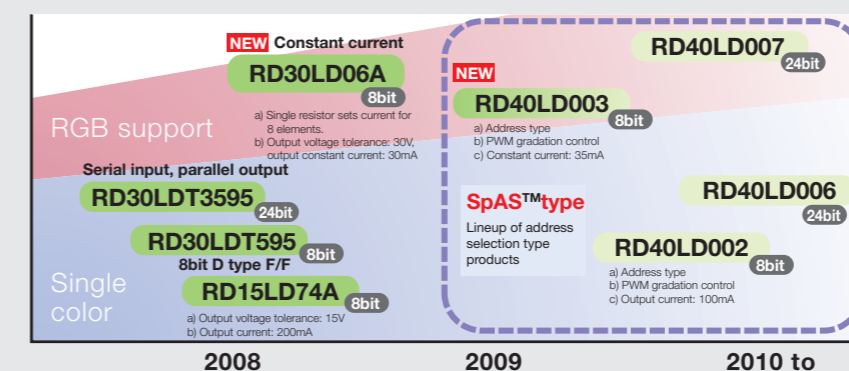 NEW Constant current
RD30LD06A
8bit
a) Single resistor sets current for
8 elements.
b) Output voltage tolerance: 30V,
output constant current: 30mA
RGB support
Serial input, parallel output
RD30LDT3595
24bit
RD30LDT595
8bit
8bit D type F/F
RD15LD74A
8bit
a) Output voltage tolerance: 15V
b) Output current: 200mA
Single
color
RD40LD007
24bit
NEW
RD40LD003
8bit
a) Address type
b) PWM gradation control
c) Constant current: 35mA
SpAS™type
Lineup of address
selection type
products
RD40LD006
24bit
RD40LD002
8bit
a) Address type
b) PWM gradation control
c) Output current: 100mA
2008
2009
2010 to